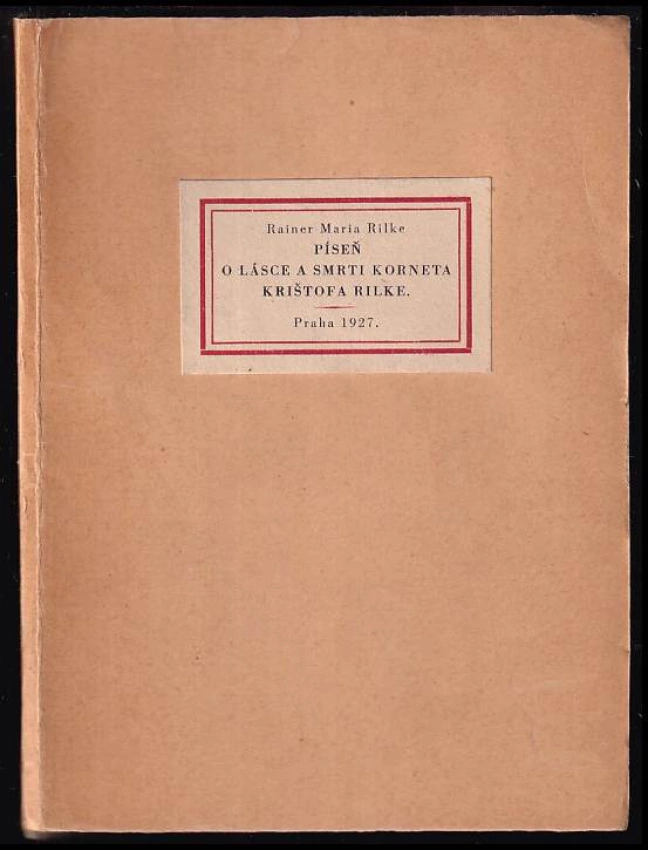 Rainer Maria Rilke
PÍSEŇ
O LÁSCE A SMRTI KORNETA
KRIŠTOFA RILKE.
Praha 1927.